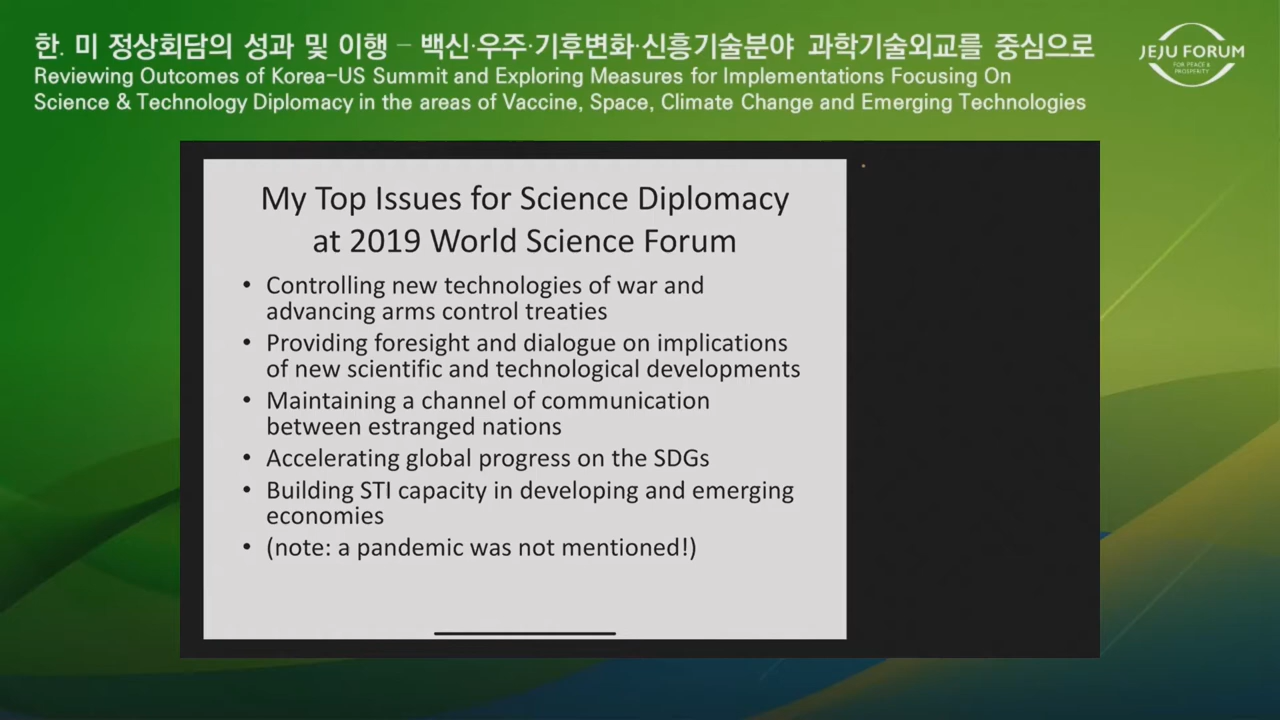 한. 미 정상회담의 성과 및 이행 – 백신·우주·기후변화·신흥기술분야 과학기술외교를 중심으로
Reviewing Outcomes of Korea-US Summit and Exploring Measures for Implementations Focusing On
Science & Technology Diplomacy in the areas of Vaccine, Space, Climate Change and Emerging Technologies
JEJU FORUM
FOR PEACE &
PROSPERITY
My Top Issues for Science Diplomacy
at 2019 World Science Forum
• Controlling new technologies of war and
advancing arms control treaties
• Providing foresight and dialogue on implications
of new scientific and technological developments
• Maintaining a channel of communication
between estranged nations
• Accelerating global progress on the SDGs
• Building STI capacity in developing and emerging
economies
• (note: a pandemic was not mentioned!)